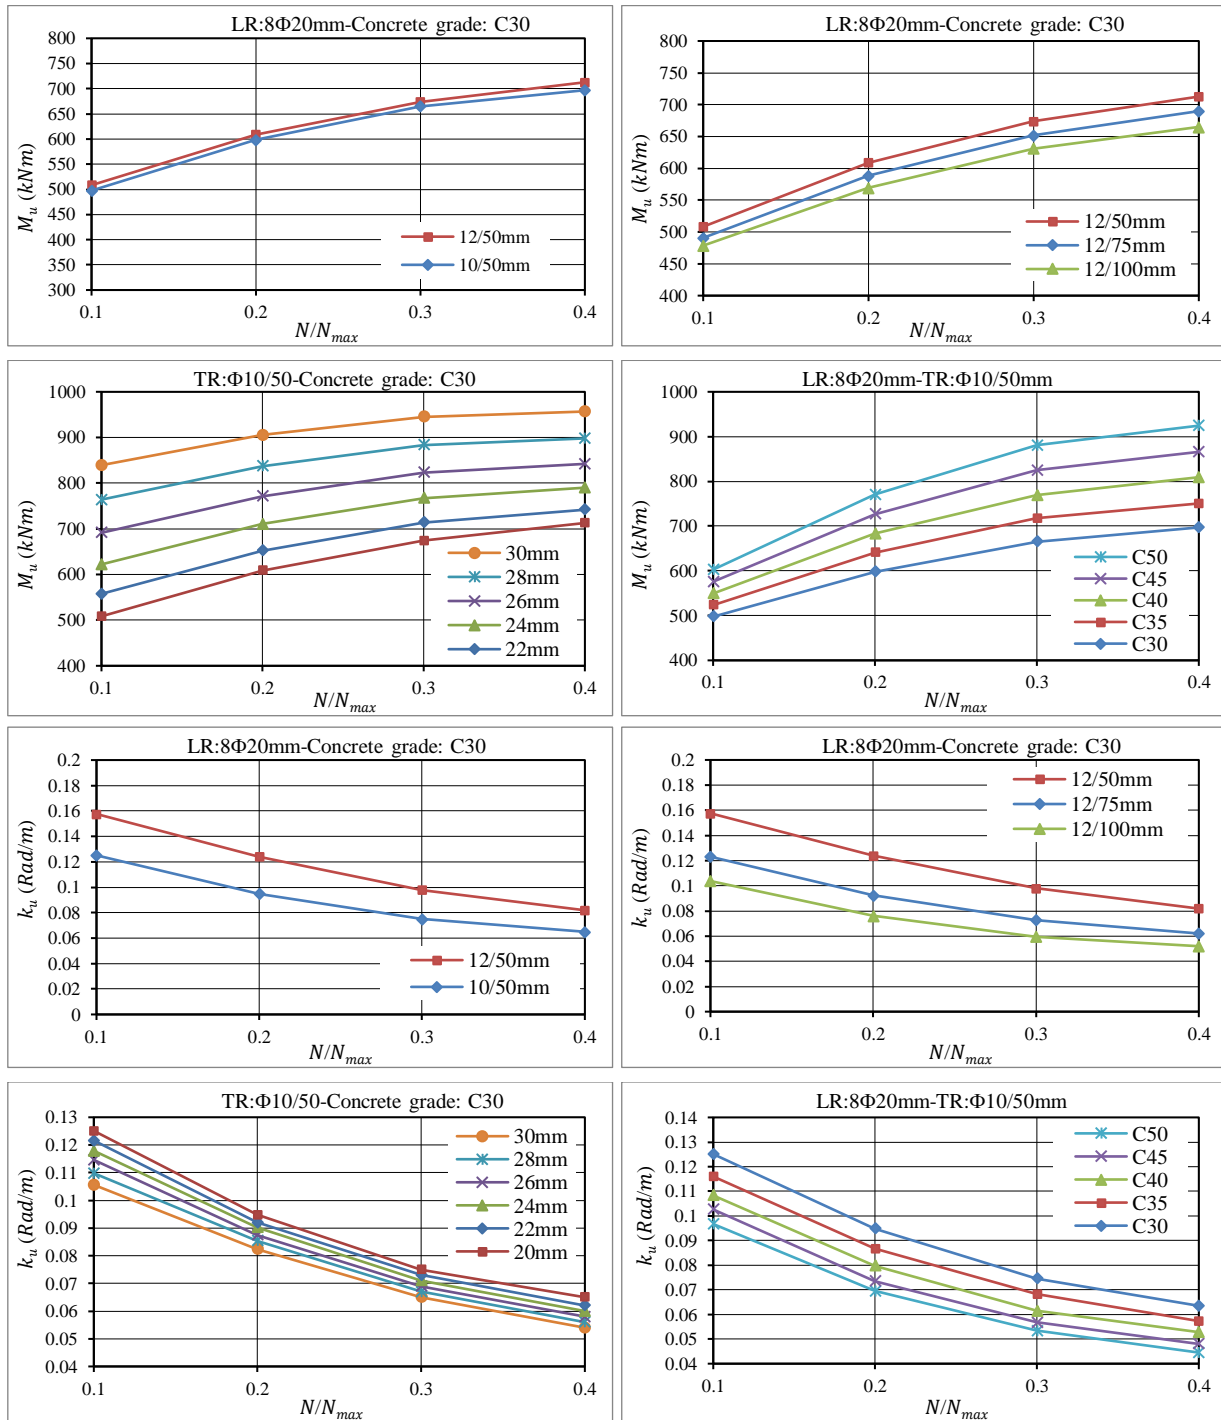 LR:8Φ20mm-Concrete grade: C30
800
750
700
650
600
550
500
450
400
350
300
M_u (kNm)
12/50mm
10/50mm
0.1 0.2 0.3 0.4
N/N_max
LR:8Φ20mm-Concrete grade: C30
800
750
700
650
600
550
500
450
400
M_u (kNm)
12/50mm
12/75mm
12/100mm
0.1 0.2 0.3 0.4
N/N_max
TR:Φ10/50-Concrete grade: C30
1000
900
800
700
600
500
400
M_u (kNm)
30mm
28mm
26mm
24mm
22mm
0.1 0.2 0.3 0.4
N/N_max
LR:8Φ20mm-TR:Φ10/50mm
1000
900
800
700
600
500
400
M_u (kNm)
C50
C45
C40
C35
C30
0.1 0.2 0.3 0.4
N/N_max
LR:8Φ20mm-Concrete grade: C30
0.2
0.18
0.16
0.14
0.12
0.1
0.08
0.06
0.04
0.02
0
k_u (Rad/m)
12/50mm
10/50mm
0.1 0.2 0.3 0.4
N/N_max
LR:8Φ20mm-Concrete grade: C30
0.2
0.18
0.16
0.14
0.12
0.1
0.08
0.06
0.04
0.02
0
k_u (Rad/m)
12/50mm
12/75mm
12/100mm
0.1 0.2 0.3 0.4
N/N_max
TR:Φ10/50-Concrete grade: C30
0.13
0.12
0.11
0.1
0.09
0.08
0.07
0.06
0.05
0.04
k_u (Rad/m)
30mm
28mm
26mm
24mm
22mm
20mm
0.1 0.2 0.3 0.4
N/N_max
LR:8Φ20mm-TR:Φ10/50mm
0.14
0.13
0.12
0.11
0.1
0.09
0.08
0.07
0.06
0.05
0.04
k_u (Rad/m)
C50
C45
C40
C35
C30
0.1 0.2 0.3 0.4
N/N_max